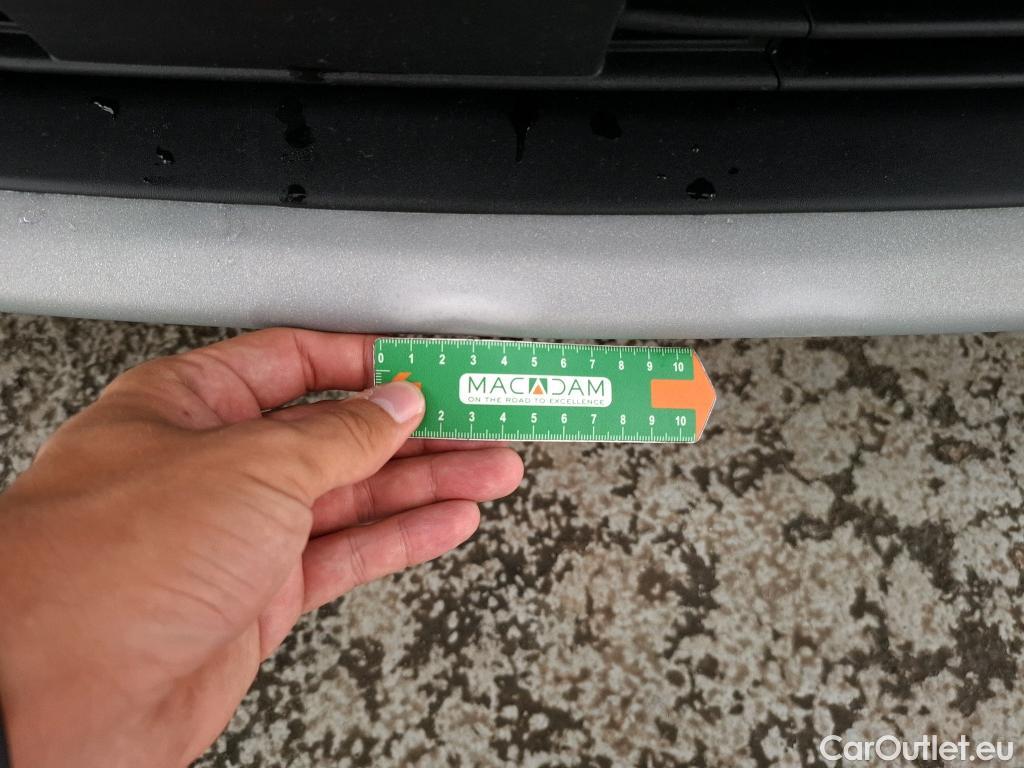 0 1 2 3 4 5 6 7 8 9 10
MACADAM
ON THE ROAD TO EXCELLENCE
2 3 4 5 6 7 8 9 10
CarOutlet.eu